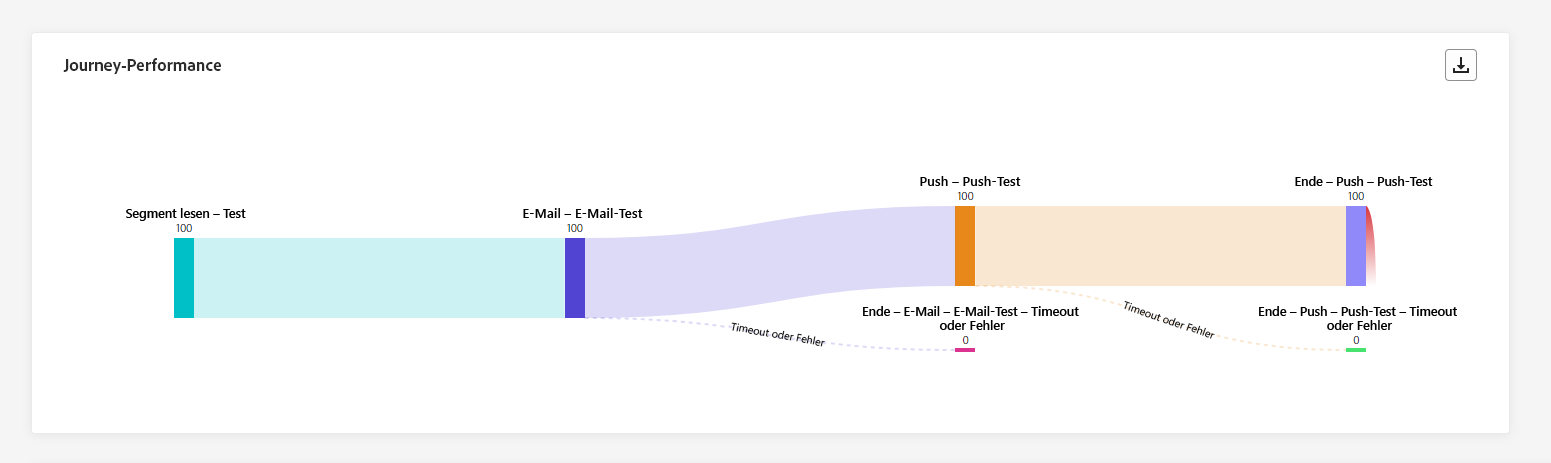 Journey-Performance
Segment lesen – Test
100
E-Mail – E-Mail-Test
100
Push – Push-Test
100
Ende – Push – Push-Test
100
Timeout oder Fehler
Ende – E-Mail – E-Mail-Test – Timeout
oder Fehler
0
Timeout oder Fehler
Ende – Push – Push-Test – Timeout
oder Fehler
0